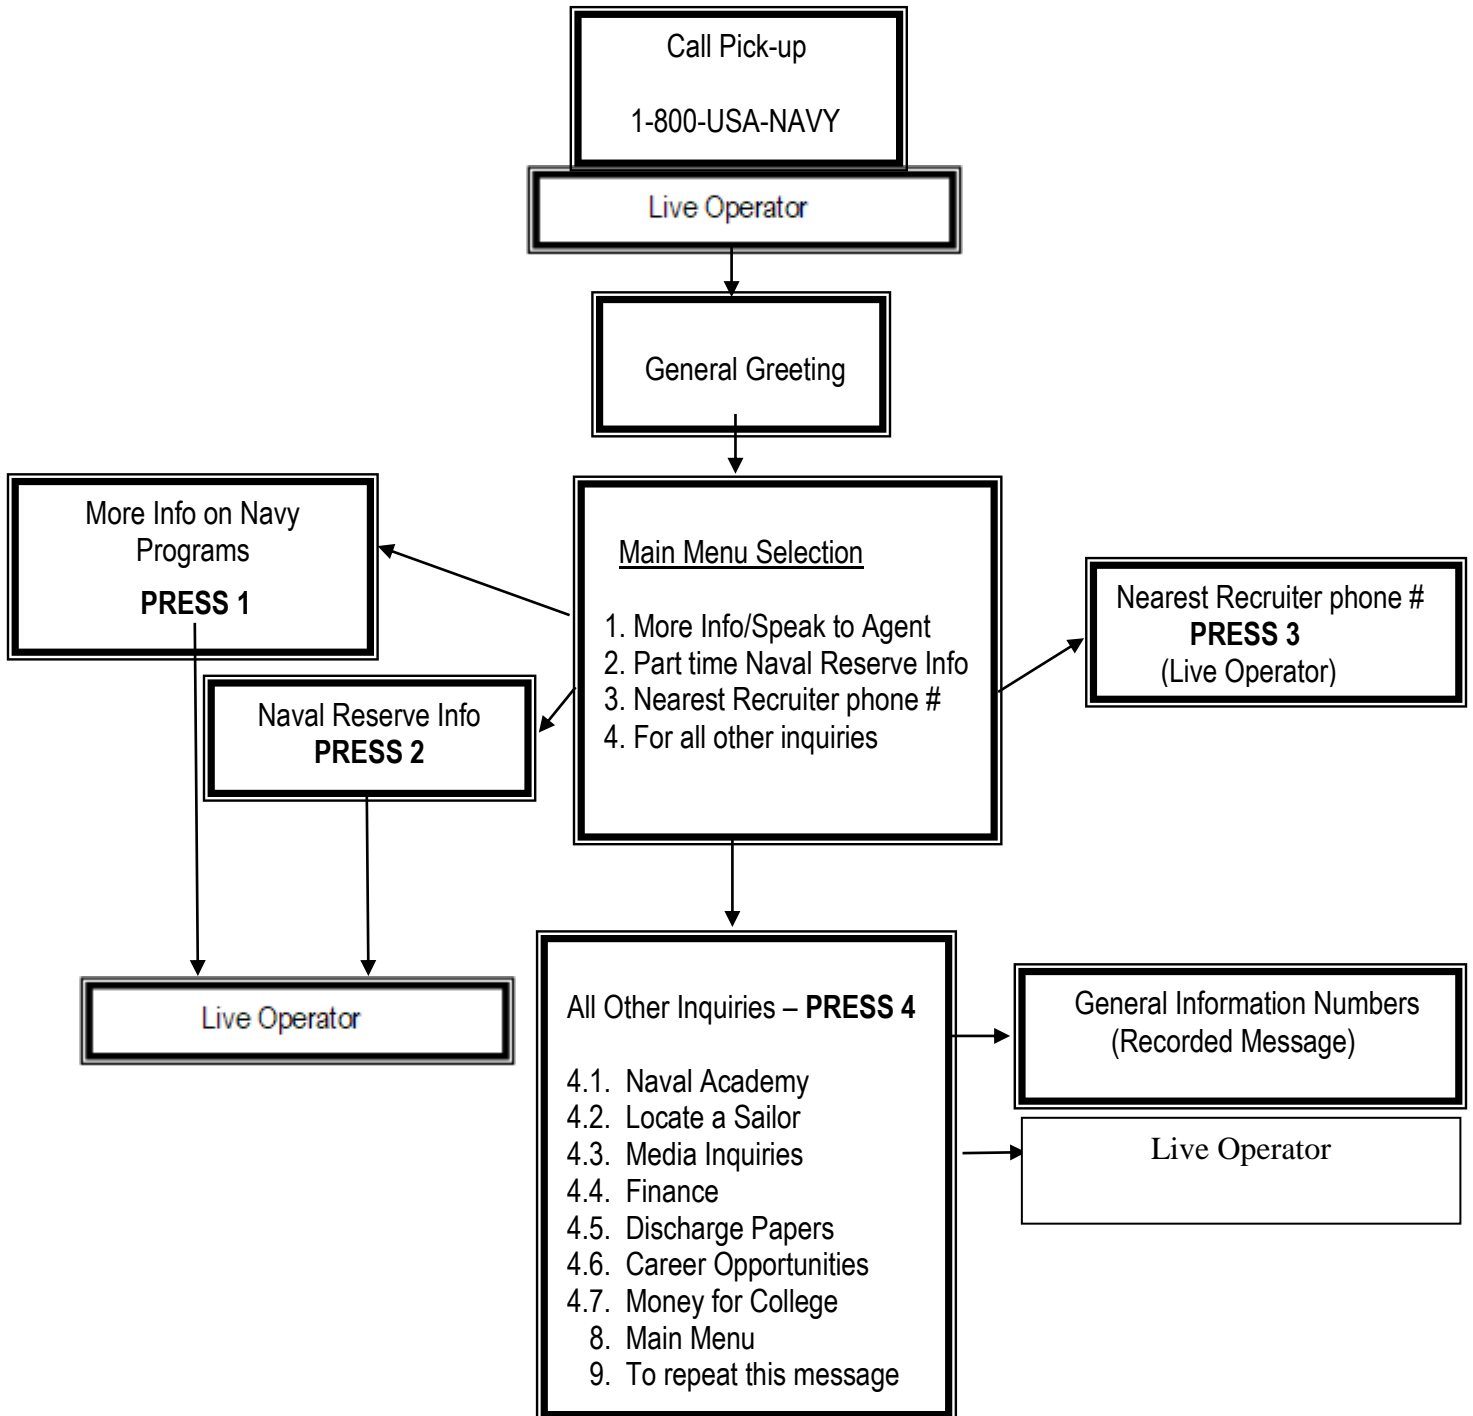 Call Pick-up
1-800-USA-NAVY
Live Operator
General Greeting
More Info on Navy
Programs
PRESS 1
Naval Reserve Info
PRESS 2
Main Menu Selection
1. More Info/Speak to Agent
2. Part time Naval Reserve Info
3. Nearest Recruiter phone #
4. For all other inquiries
Nearest Recruiter phone #
PRESS 3
(Live Operator)
Live Operator
All Other Inquiries – PRESS 4
4.1. Naval Academy
4.2. Locate a Sailor
4.3. Media Inquiries
4.4. Finance
4.5. Discharge Papers
4.6. Career Opportunities
4.7. Money for College
8. Main Menu
9. To repeat this message
General Information Numbers
(Recorded Message)
Live Operator